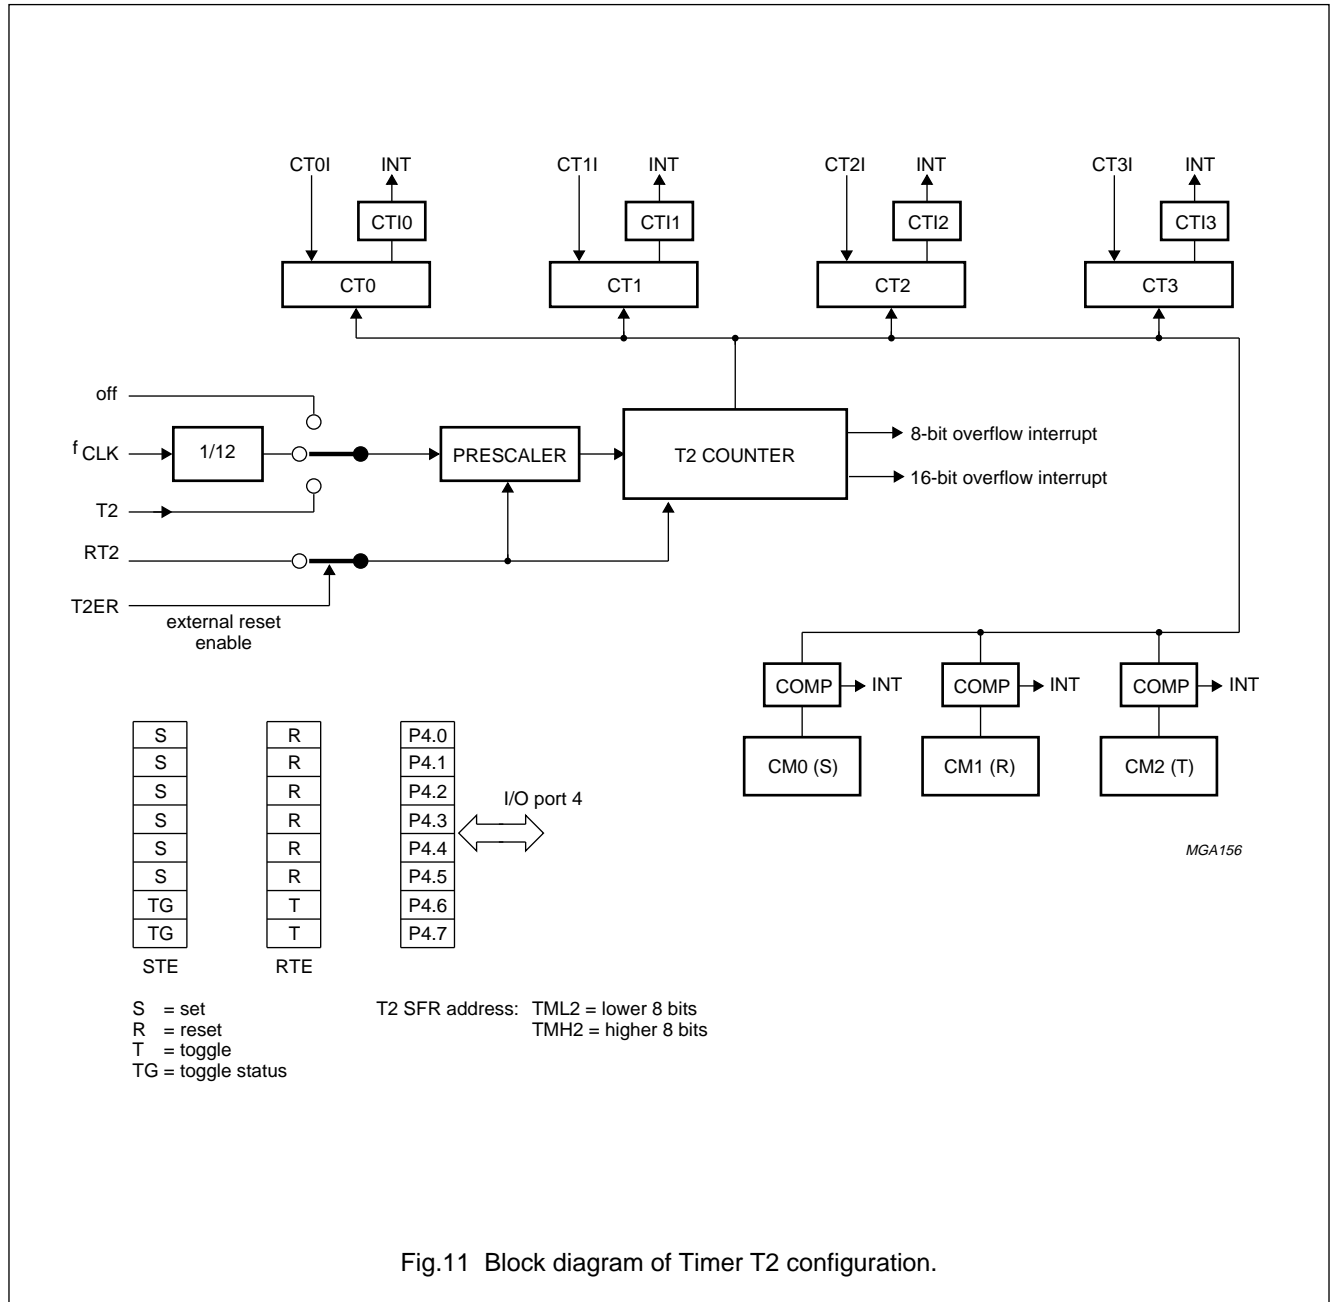 CT0I INT CT1I INT CT2I INT CT3I INT
CTI0 CTI1 CTI2 CTI3
CT0 CT1 CT2 CT3
off
fCLK 1/12 PRESCALER T2 COUNTER 8-bit overflow interrupt
16-bit overflow interrupt
T2
RT2
T2ER
external reset
enable
COMP INT COMP INT COMP INT
CM0 (S) CM1 (R) CM2 (T)
S R P4.0
S R P4.1
S R P4.2
I/O port 4
S R P4.3
S R P4.4
MGA156
S R P4.5
TG T P4.6
TG T P4.7
STE RTE
S = set
R = reset
T = toggle
TG = toggle status
T2 SFR address: TML2 = lower 8 bits
TMH2 = higher 8 bits
Fig.11 Block diagram of Timer T2 configuration.